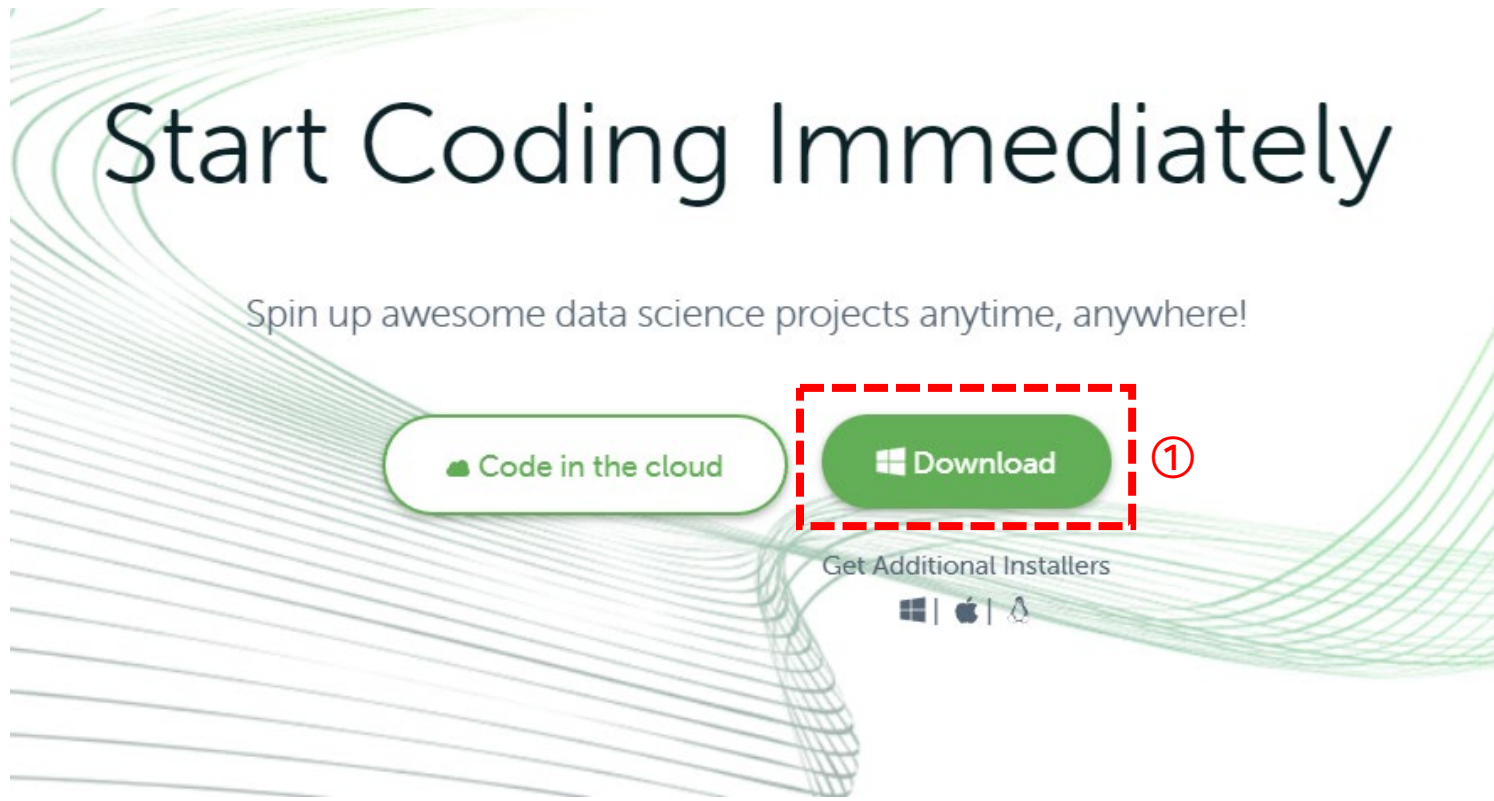 Start Coding Immediately
Spin up awesome data science projects anytime, anywhere!
Code in the cloud
Download
①
Get Additional Installers
| |